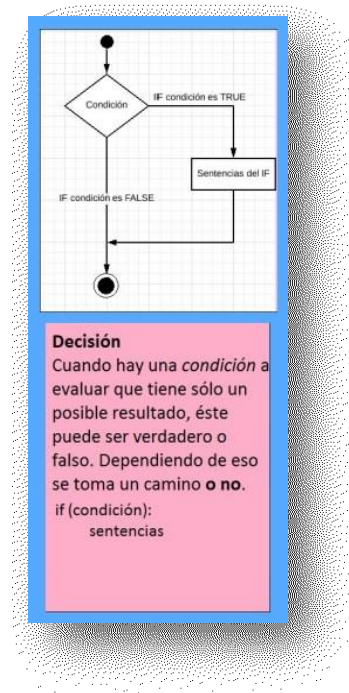 Condición
IF condición es TRUE
Sentencias del IF
IF condición es FALSE
Decisión
Cuando hay una condición a
evaluar que tiene sólo un
posible resultado, éste
puede ser verdadero o
falso. Dependiendo de eso
se toma un camino o no.
if (condición):
sentencias